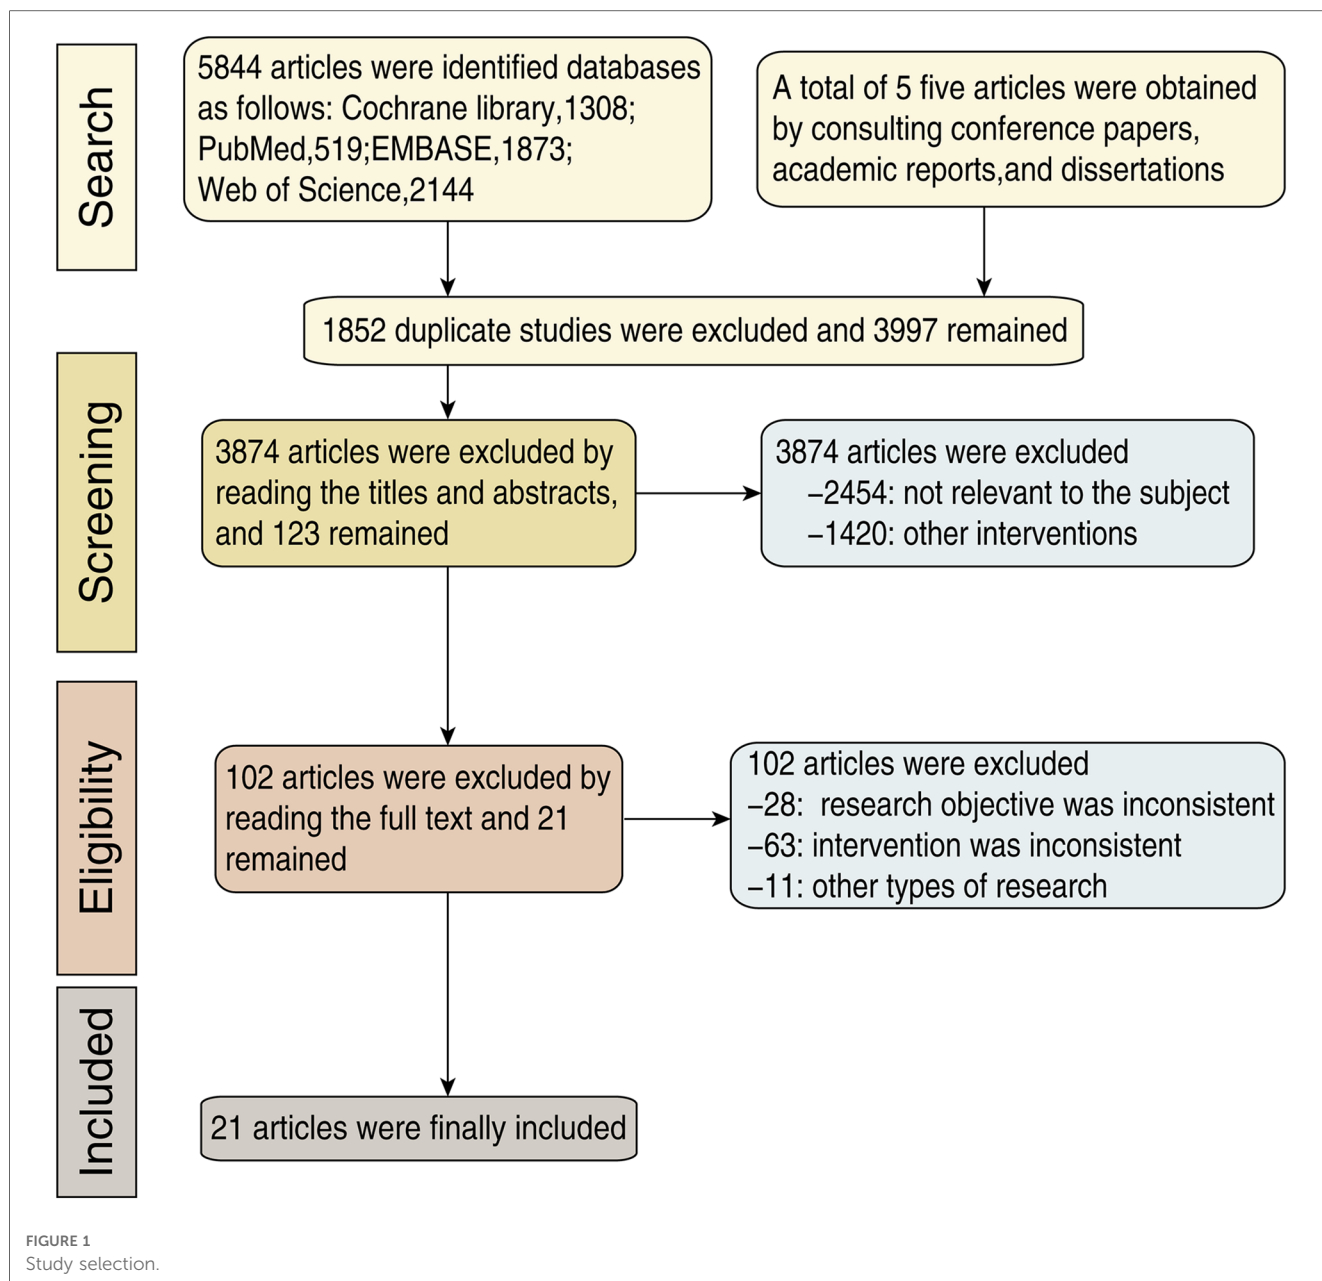 Search
5844 articles were identified databases
as follows: Cochrane library,1308;
PubMed,519;EMBASE,1873;
Web of Science,2144
A total of 5 five articles were obtained
by consulting conference papers,
academic reports,and dissertations
1852 duplicate studies were excluded and 3997 remained
Screening
3874 articles were excluded by
reading the titles and abstracts,
and 123 remained
3874 articles were excluded
–2454: not relevant to the subject
–1420: other interventions
Eligibility
102 articles were excluded by
reading the full text and 21
remained
102 articles were excluded
–28:  research objective was inconsistent
–63: intervention was inconsistent
–11: other types of research
Included
21 articles were finally included
FIGURE 1
Study selection.